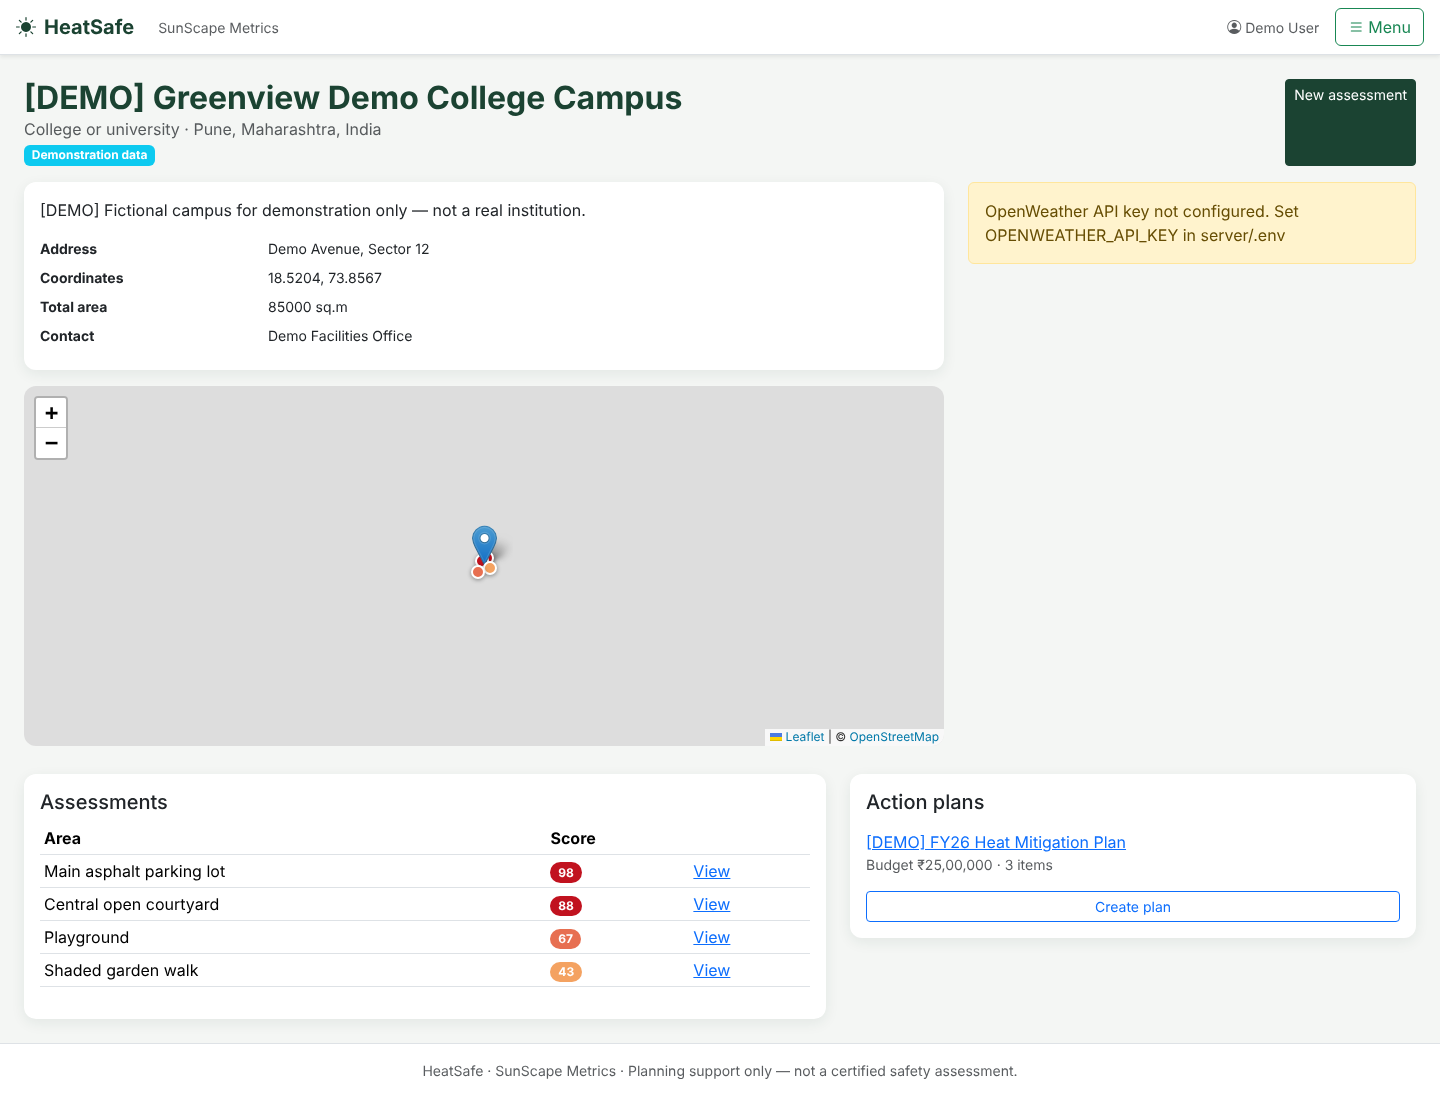 HeatSafe
SunScape Metrics
Demo User
Menu
[DEMO] Greenview Demo College Campus
College or university · Pune, Maharashtra, India
Demonstration data
New assessment
[DEMO] Fictional campus for demonstration only — not a real institution.
Address Demo Avenue, Sector 12
Coordinates 18.5204, 73.8567
Total area 85000 sq.m
Contact Demo Facilities Office
OpenWeather API key not configured. Set
OPENWEATHER_API_KEY in server/.env
+
−
Leaflet | © OpenStreetMap
Assessments
Area Score
Main asphalt parking lot 98 View
Central open courtyard 88 View
Playground 67 View
Shaded garden walk 43 View
Action plans
[DEMO] FY26 Heat Mitigation Plan
Budget ₹25,00,000 · 3 items
Create plan
HeatSafe · SunScape Metrics · Planning support only — not a certified safety assessment.